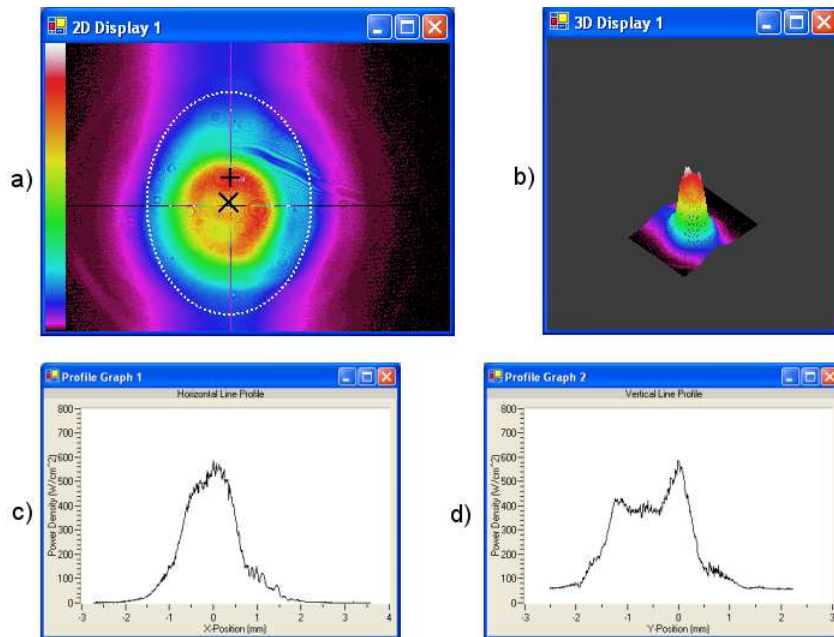 2D Display 1
3D Display 1
a)
b)
Profile Graph 1
Profile Graph 2
Horizontal Line Profile
Vertical Line Profile
c)
Power Density (W/cm^2)
800
700
600
500
400
300
200
100
0
-3 -2 -1 0 1 2 3 4
X-Position (mm)
d)
Power Density (W/cm^2)
800
700
600
500
400
300
200
100
0
-3 -2 -1 0 1 2 3
Y-Position (mm)